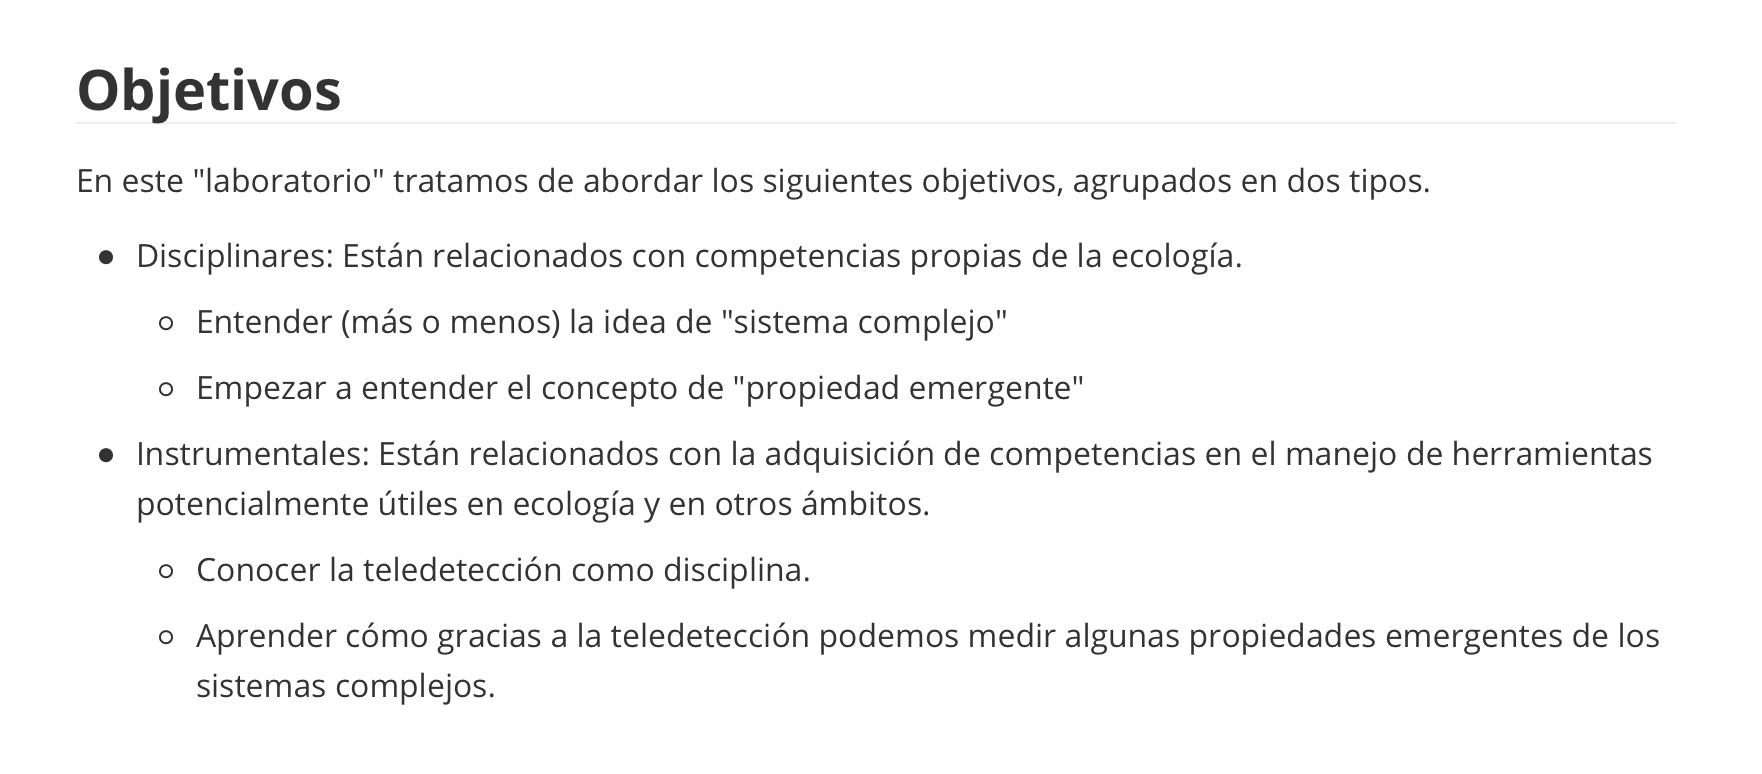 Objetivos
En este "laboratorio" tratamos de abordar los siguientes objetivos, agrupados en dos tipos.
Disciplinares: Están relacionados con competencias propias de la ecología.
Entender (más o menos) la idea de "sistema complejo"
Empezar a entender el concepto de "propiedad emergente"
Instrumentales: Están relacionados con la adquisición de competencias en el manejo de herramientas
potencialmente útiles en ecología y en otros ámbitos.
Conocer la teledetección como disciplina.
Aprender cómo gracias a la teledetección podemos medir algunas propiedades emergentes de los
sistemas complejos.